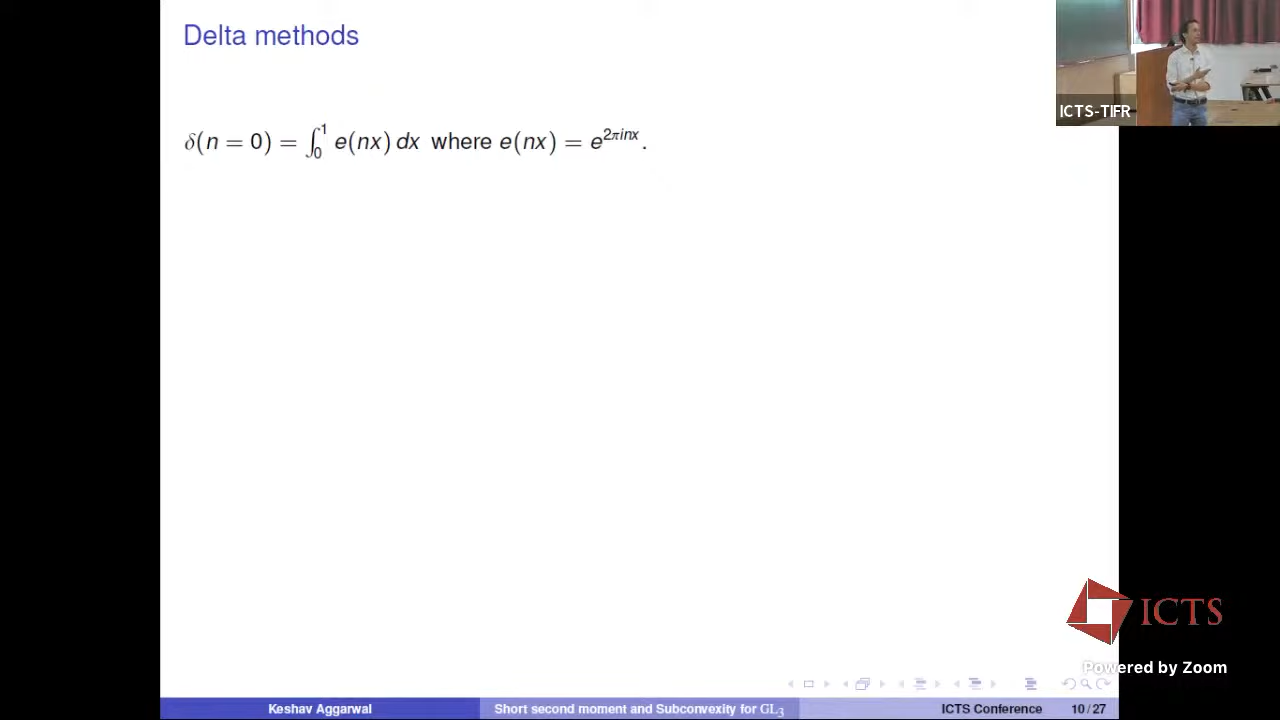 Delta methods
δ(n = 0) = ∫₀¹ e(nx) dx where e(nx) = e^{2πinx}.
ICTS-TIFR
ICTS
Powered by Zoom
Keshav Aggarwal
Short second moment and Subconvexity for GL₃
ICTS Conference
10 / 27